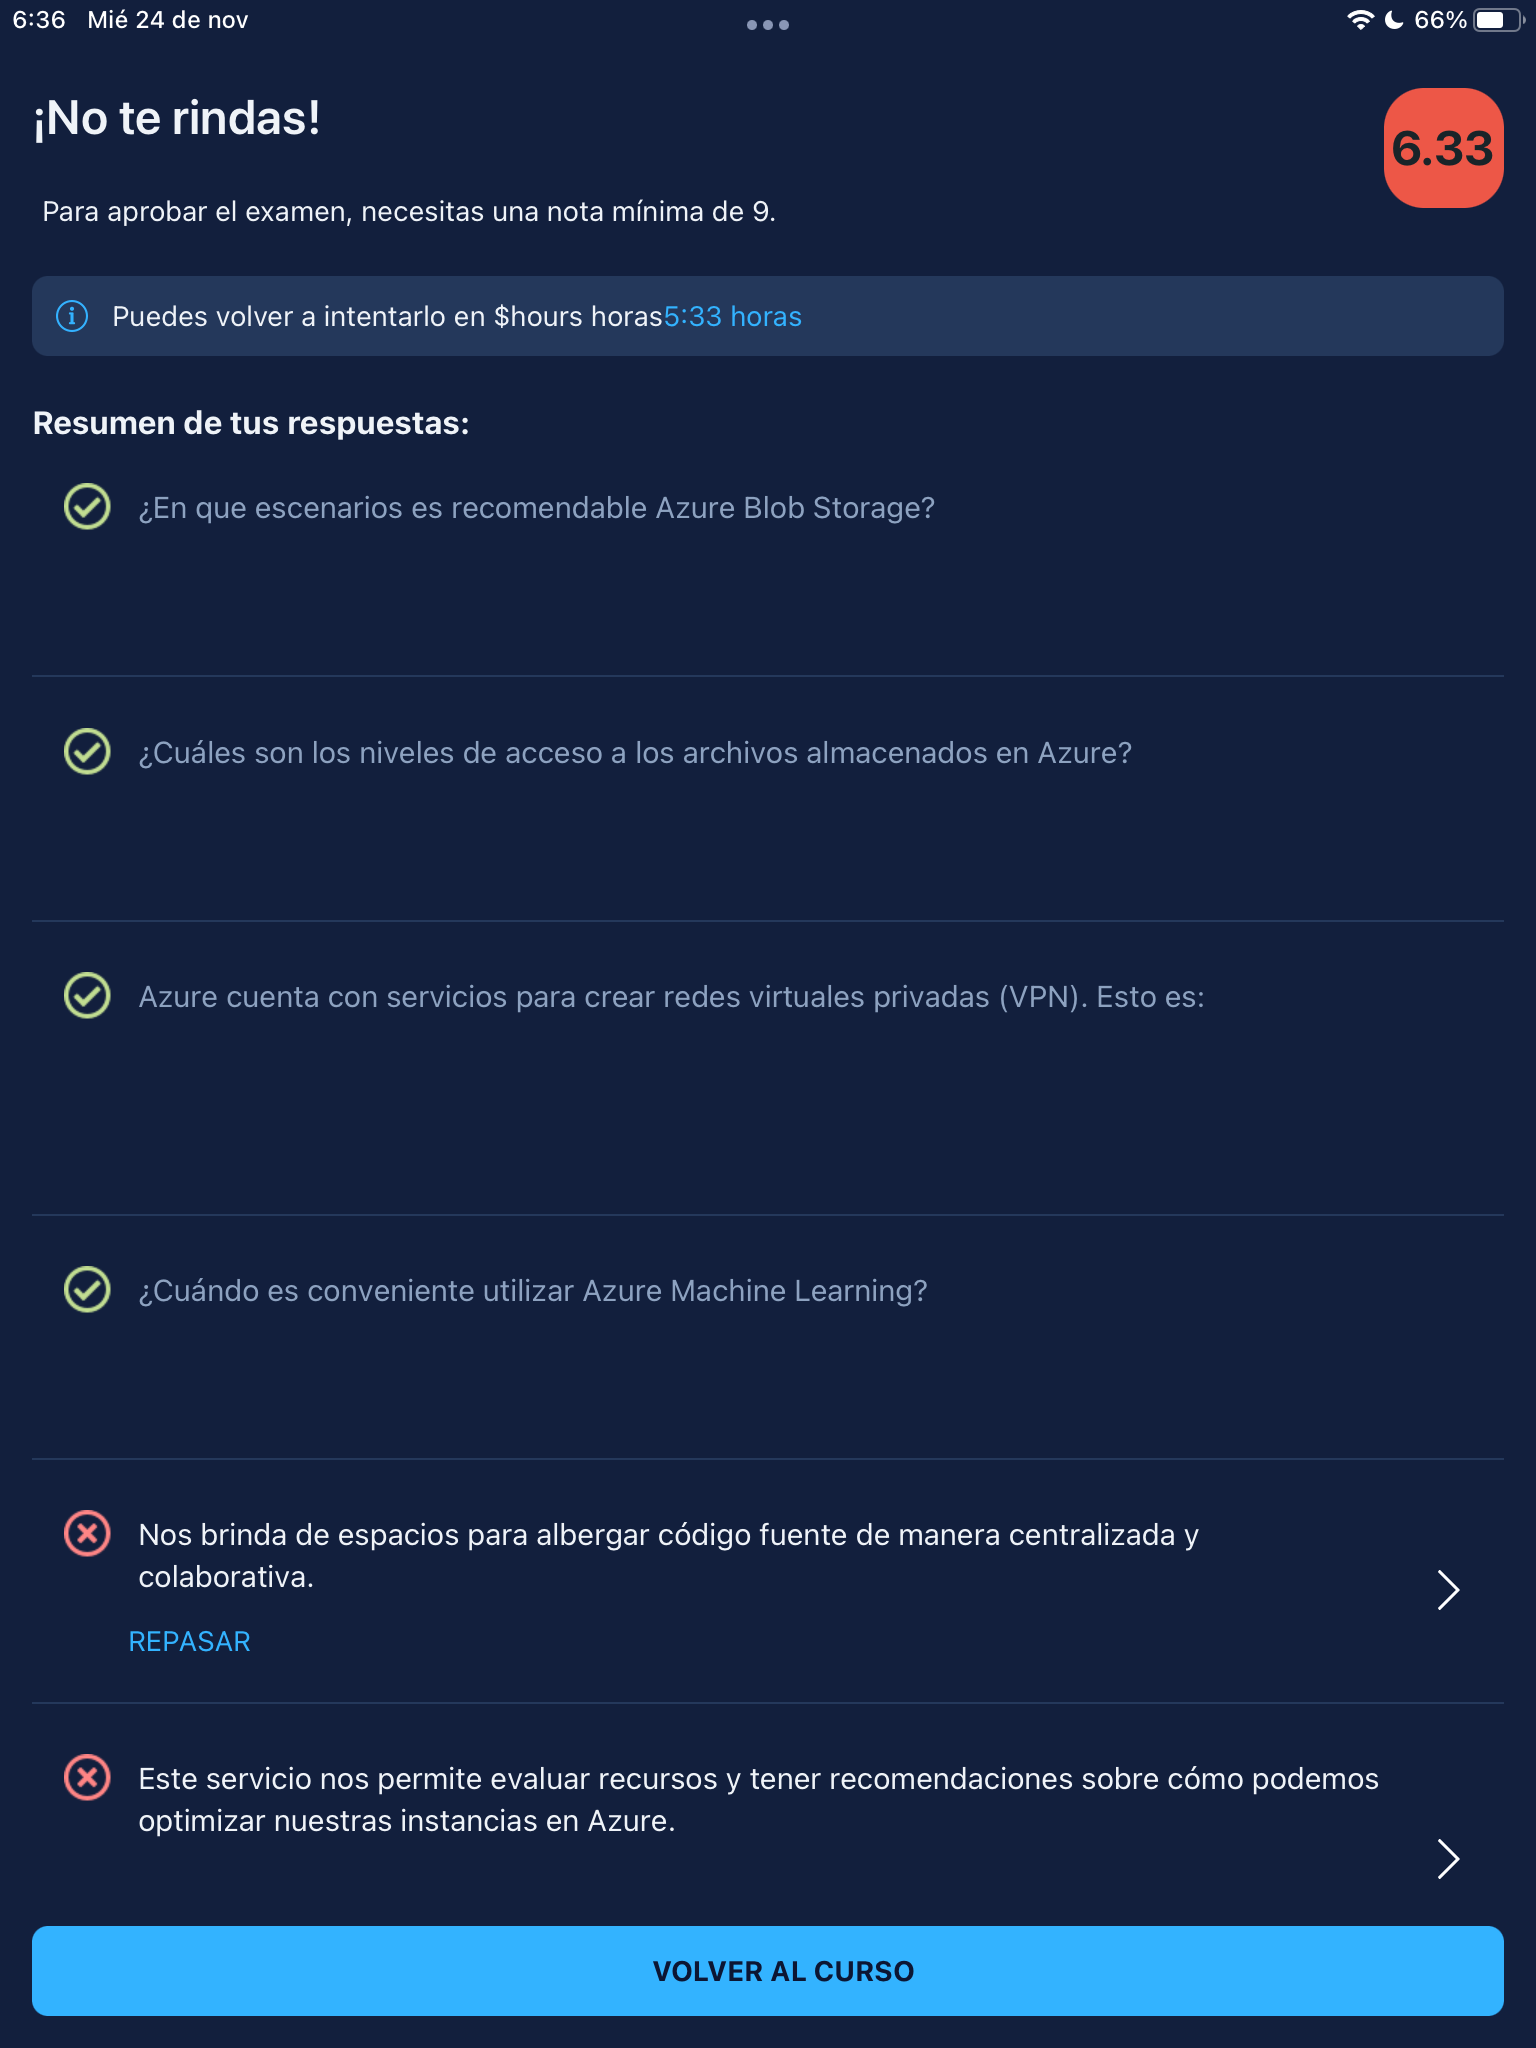 6:36 Mié 24 de nov
66%
¡No te rindas!
6.33
Para aprobar el examen, necesitas una nota mínima de 9.
Puedes volver a intentarlo en $hours horas5:33 horas
Resumen de tus respuestas:
¿En que escenarios es recomendable Azure Blob Storage?
¿Cuáles son los niveles de acceso a los archivos almacenados en Azure?
Azure cuenta con servicios para crear redes virtuales privadas (VPN). Esto es:
¿Cuándo es conveniente utilizar Azure Machine Learning?
Nos brinda de espacios para albergar código fuente de manera centralizada y
colaborativa.
REPASAR
Este servicio nos permite evaluar recursos y tener recomendaciones sobre cómo podemos
optimizar nuestras instancias en Azure.
VOLVER AL CURSO